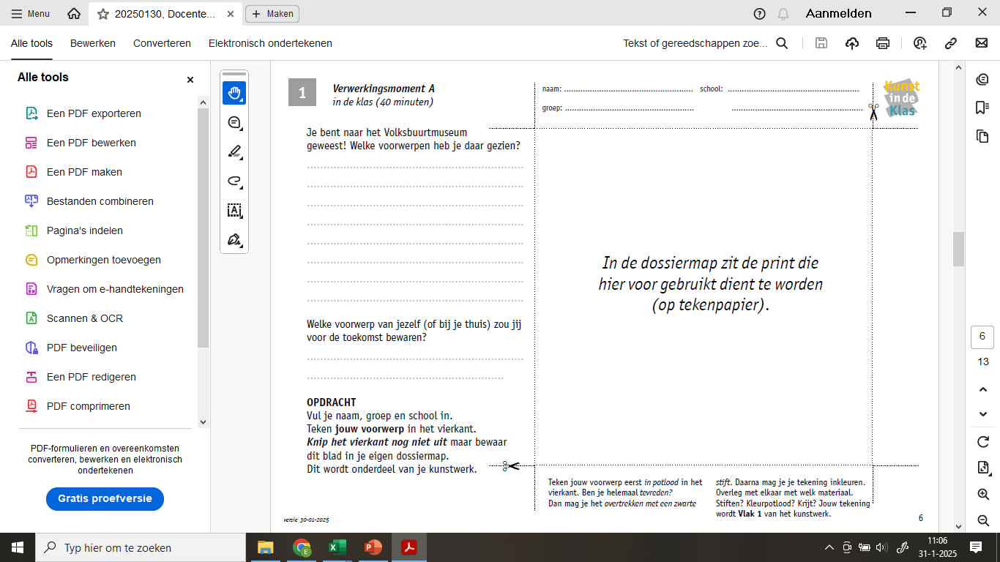 Menu
20250130, Docente...
Maken
Aanmelden
Alle tools
Bewerken
Converteren
Elektronisch ondertekenen
Tekst of gereedschappen zoe...
Alle tools
Een PDF exporteren
Een PDF bewerken
Een PDF maken
Bestanden combineren
Pagina's indelen
Opmerkingen toevoegen
Vragen om e-handtekeningen
Scannen & OCR
PDF beveiligen
Een PDF redigeren
PDF comprimeren
PDF-formulieren en overeenkomsten
converteren, bewerken en elektronisch
ondertekenen
Gratis proefversie
1
Verwerkingsmoment A
in de klas (40 minuten)
Je bent naar het Volksbuurtmuseum
geweest! Welke voorwerpen heb je daar gezien?
Welke voorwerp van jezelf (of bij je thuis) zou jij
voor de toekomst bewaren?
OPDRACHT
Vul je naam, groep en school in.
Teken jouw voorwerp in het vierkant.
Knip het vierkant nog niet uit maar bewaar
dit blad in je eigen dossiermap.
Dit wordt onderdeel van je kunstwerk.
versie 30-01-2025
naam: school:
groep:
Kunst
in de
Klas
In de dossiermap zit de print die
hier voor gebruikt dient te worden
(op tekenpapier).
Teken jouw voorwerp eerst in potlood in het
vierkant. Ben je helemaal tevreden?
Dan mag je het overtrekken met een zwarte
stift. Daarna mag je je tekening inkleuren.
Overleg met elkaar met welk materiaal.
Stiften? Kleurpotlood? Krijt? Jouw tekening
wordt Vlak 1 van het kunstwerk.
6
6
13
Typ hier om te zoeken
E
11:06
31-1-2025